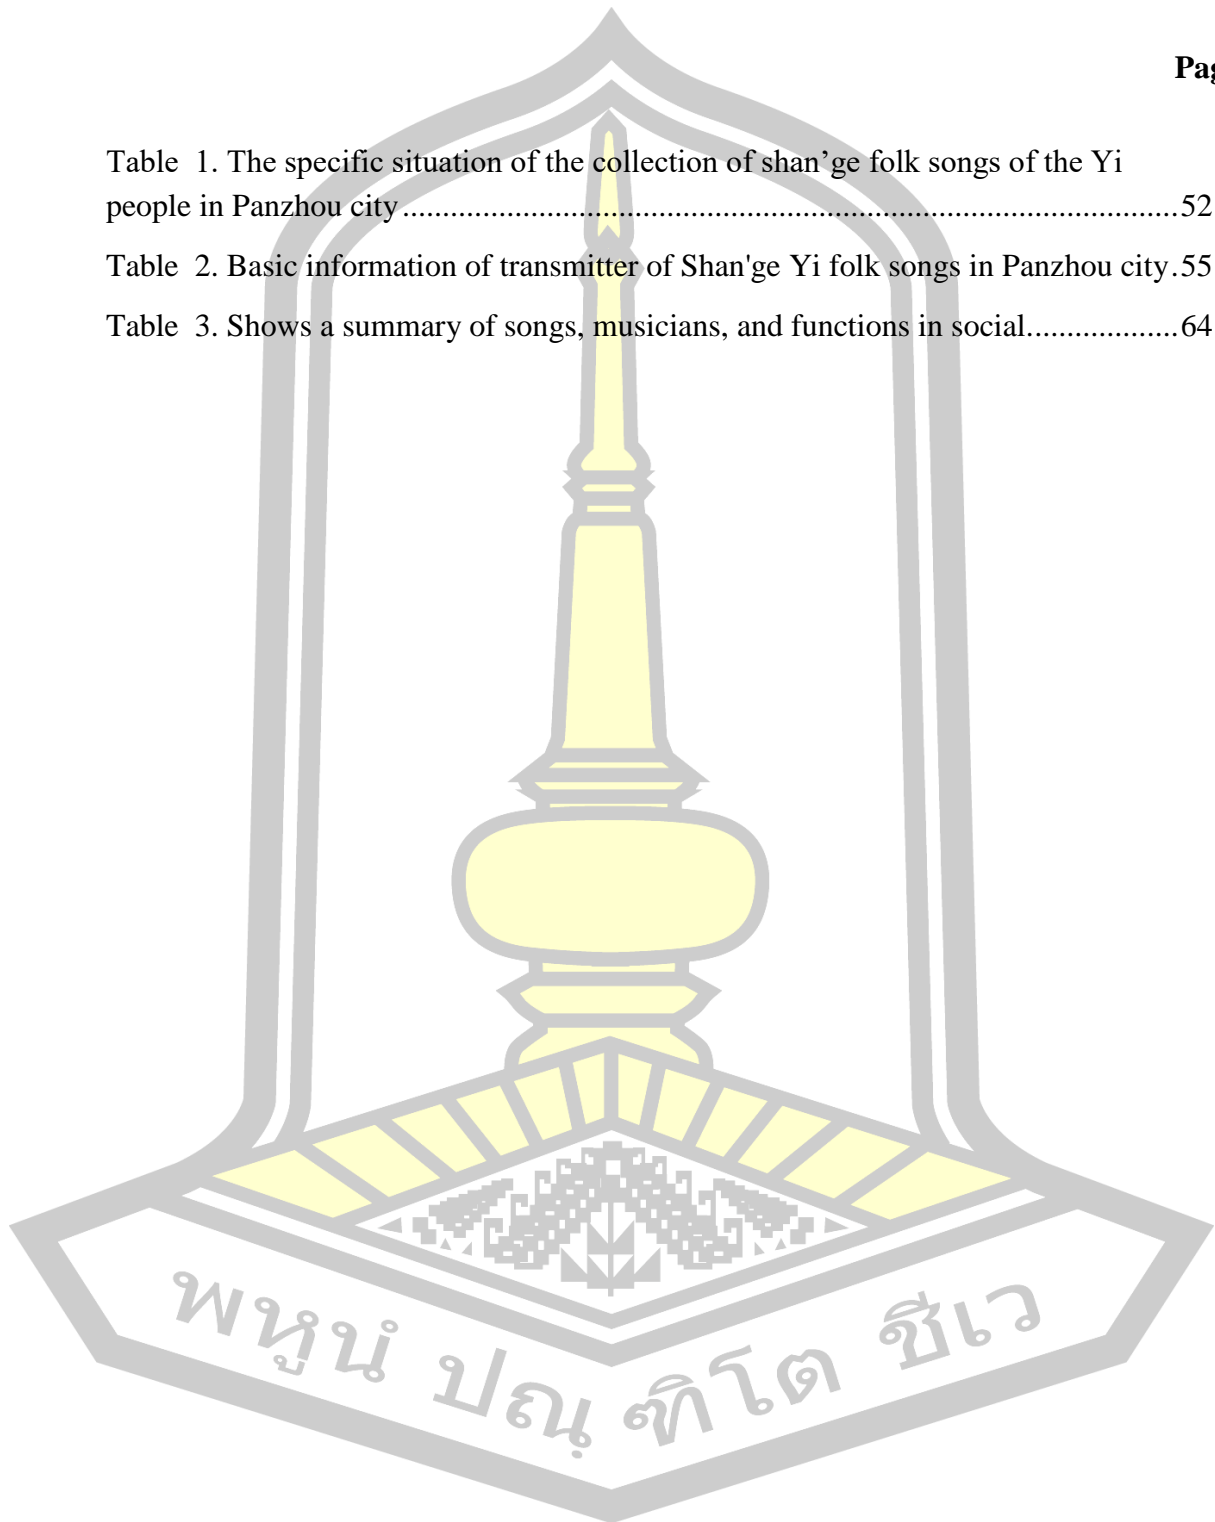 Pag
Table 1. The specific situation of the collection of shan’ge folk songs of the Yi
people in Panzhou city....................................................................................................52
Table 2. Basic information of transmitter of Shan'ge Yi folk songs in Panzhou city.55
Table 3. Shows a summary of songs, musicians, and functions in social...................64
พหูนํ ปณฺฑิโต ชีเว